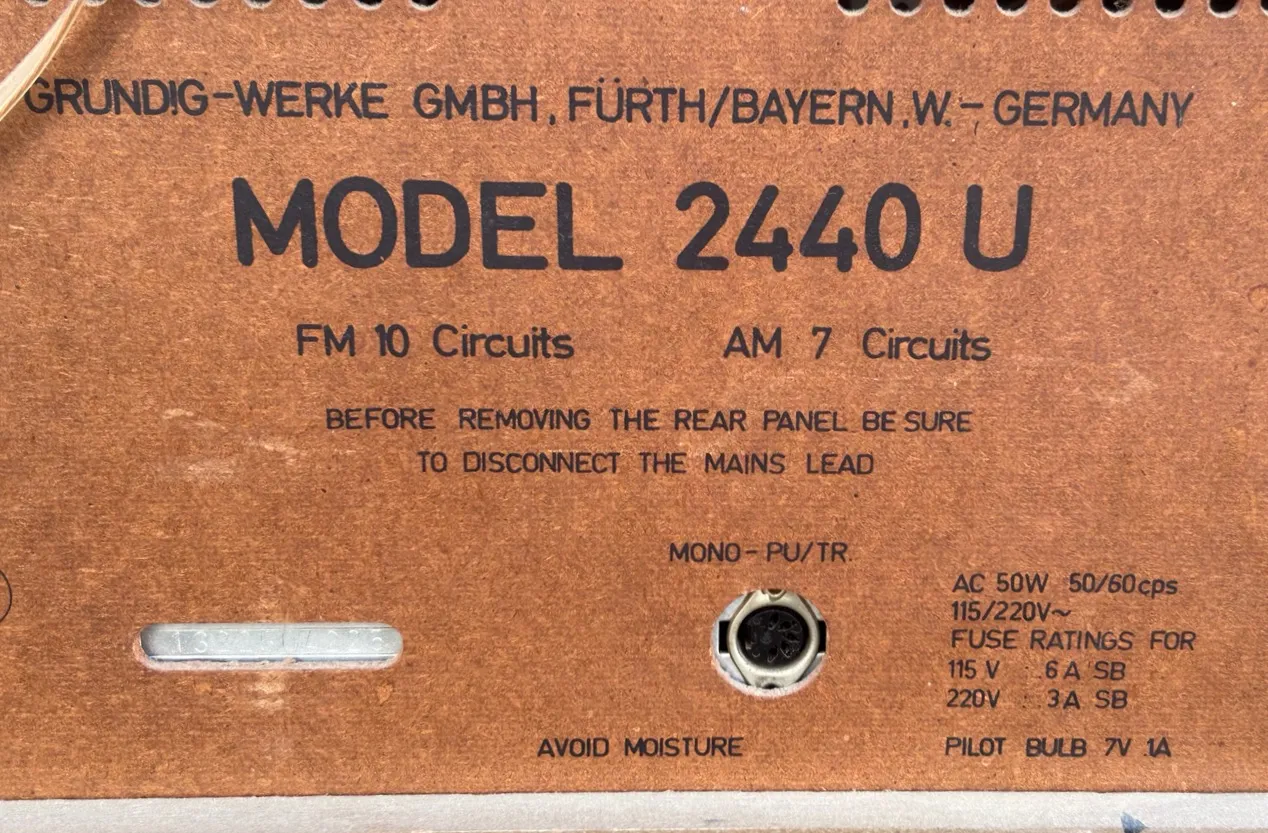 GRUNDIG-WERKE GMBH, FÜRTH/BAYERN.W.-GERMANY
MODEL 2440 U
FM 10 Circuits AM 7 Circuits
BEFORE REMOVING THE REAR PANEL BE SURE
TO DISCONNECT THE MAINS LEAD
MONO-PU/TR.
AC 50W 50/60cps
115/220V~
FUSE RATINGS FOR
115 V : .6 A SB
220V : .3A SB
AVOID MOISTURE
PILOT BULB 7V .1A